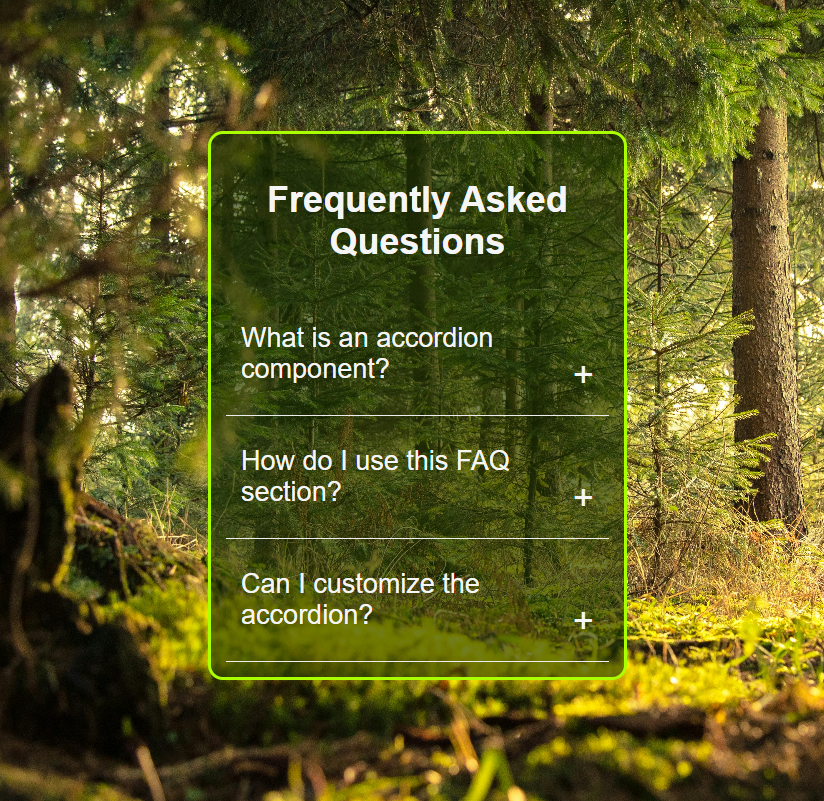 Frequently Asked
Questions
What is an accordion
component?
+
How do I use this FAQ
section?
+
Can I customize the
accordion?
+